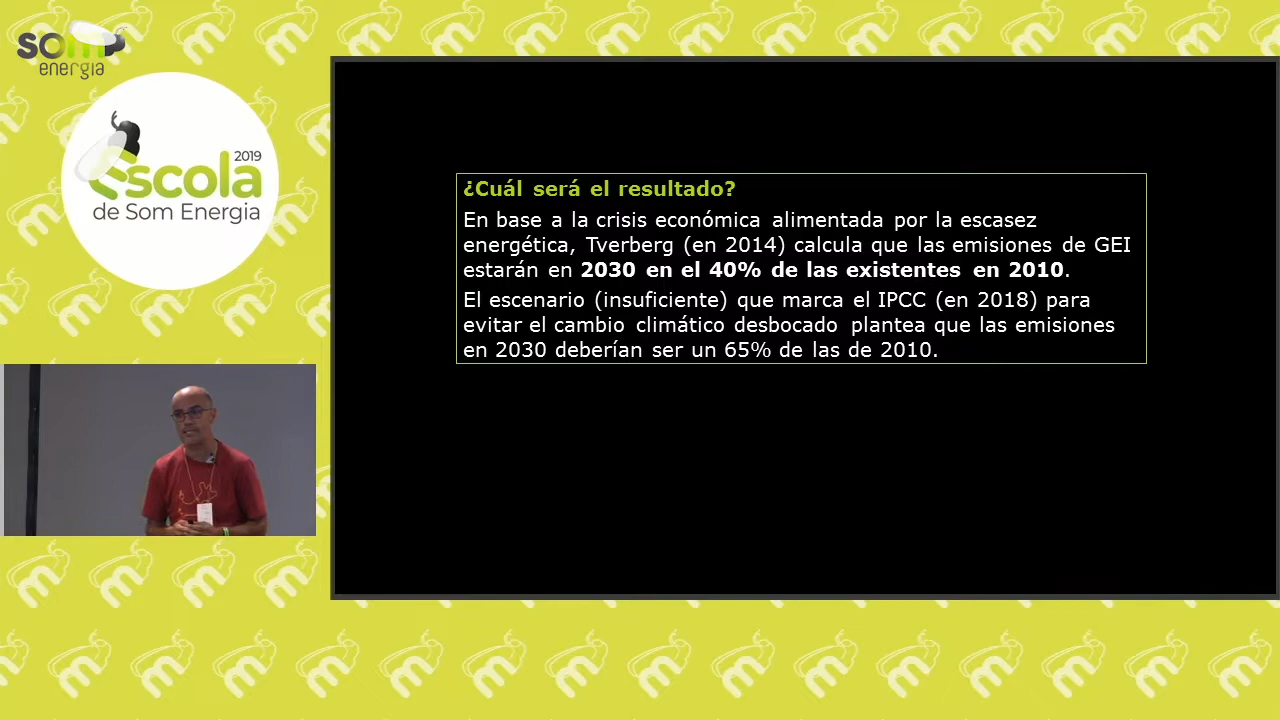 som
energia
2019
Escola
de Som Energia
¿Cuál será el resultado?
En base a la crisis económica alimentada por la escasez
energética, Tverberg (en 2014) calcula que las emisiones de GEI
estarán en 2030 en el 40% de las existentes en 2010.
El escenario (insuficiente) que marca el IPCC (en 2018) para
evitar el cambio climático desbocado plantea que las emisiones
en 2030 deberían ser un 65% de las de 2010.